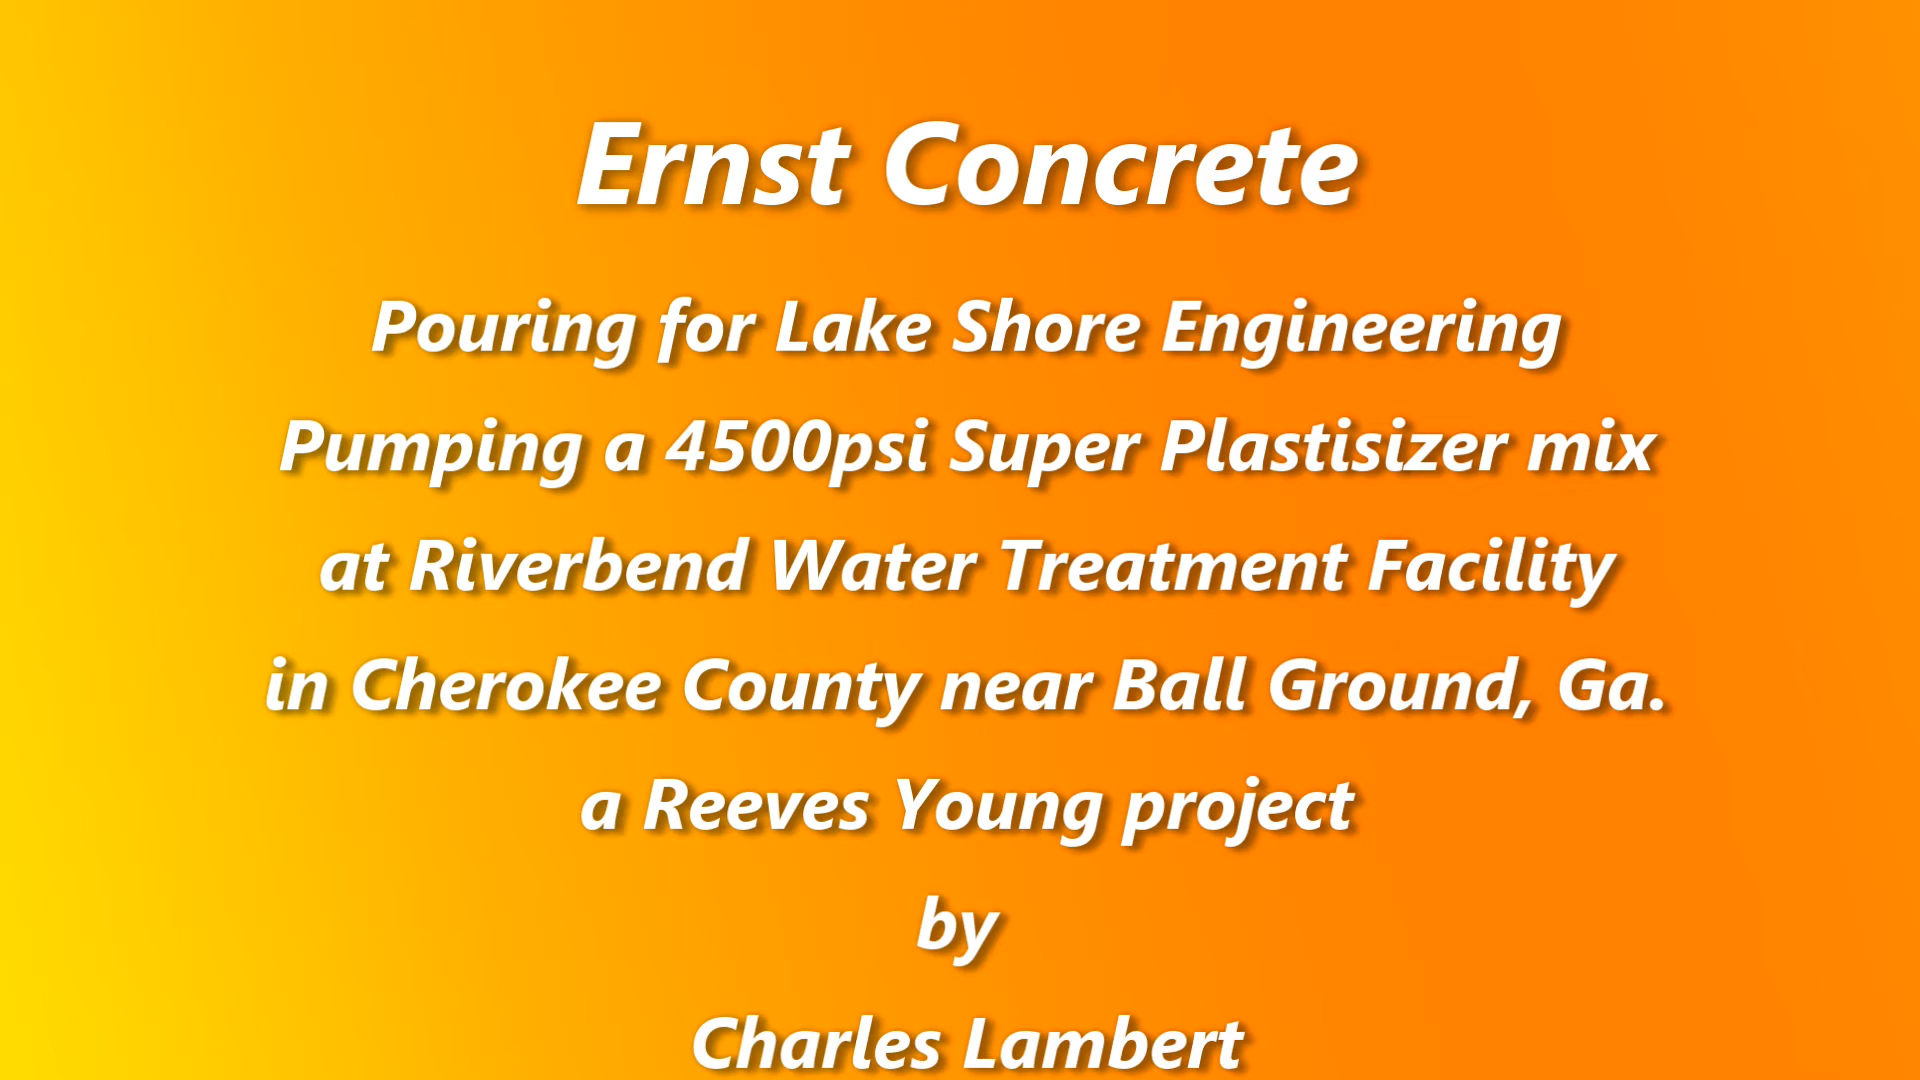 Ernst Concrete
Pouring for Lake Shore Engineering
Pumping a 4500psi Super Plastisizer mix
at Riverbend Water Treatment Facility
in Cherokee County near Ball Ground, Ga.
a Reeves Young project
by
Charles Lambert